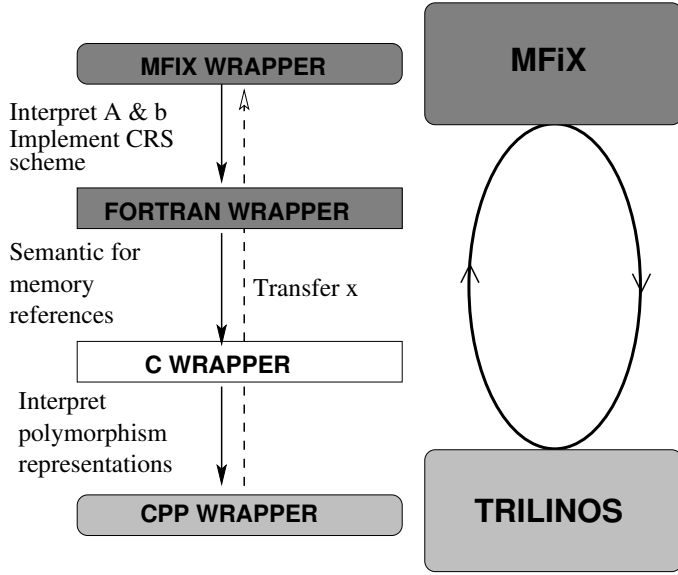 MFIX WRAPPER
Interpret A & b
Implement CRS
scheme
FORTRAN WRAPPER
Semantic for
memory
references
Transfer x
C WRAPPER
Interpret
polymorphism
representations
CPP WRAPPER
MFiX
TRILINOS